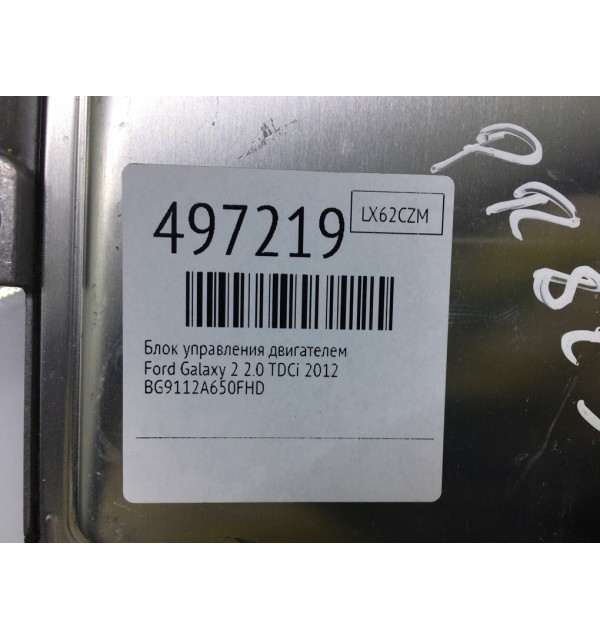 497219
LX62CZM
Блок управления двигателем
Ford Galaxy 2 2.0 TDCi 2012
BG9112A650FHD